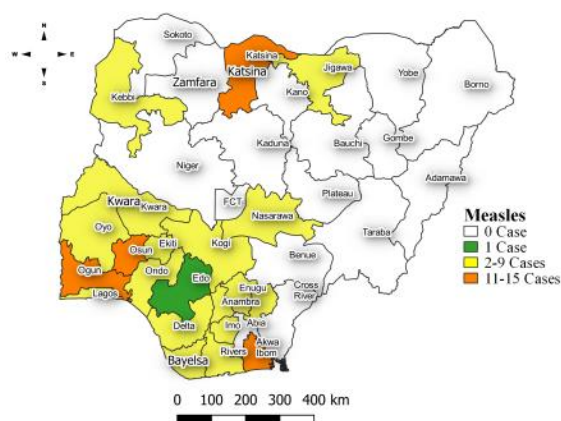 N
W E
S
Sokoto
Katsina
Katsina
Jigawa
Yobe
Borno
Zamfara
Kebbi
Kano
Kaduna
Bauchi
Gombe
Adamawa
Niger
Plateau
FCT
Kwara
Kwara
Nasarawa
Taraba
Oyo
Ekiti
Kogi
Osun
Benue
Ogun
Ondo
Edo
Lagos
Enugu
Cross
River
Anambra
Delta
Imo
Abia
Bayelsa
Rivers
Akwa
Ibom
Measles
0 Case
1 Case
2-9 Cases
11-15 Cases
0 100 200 300 400 km